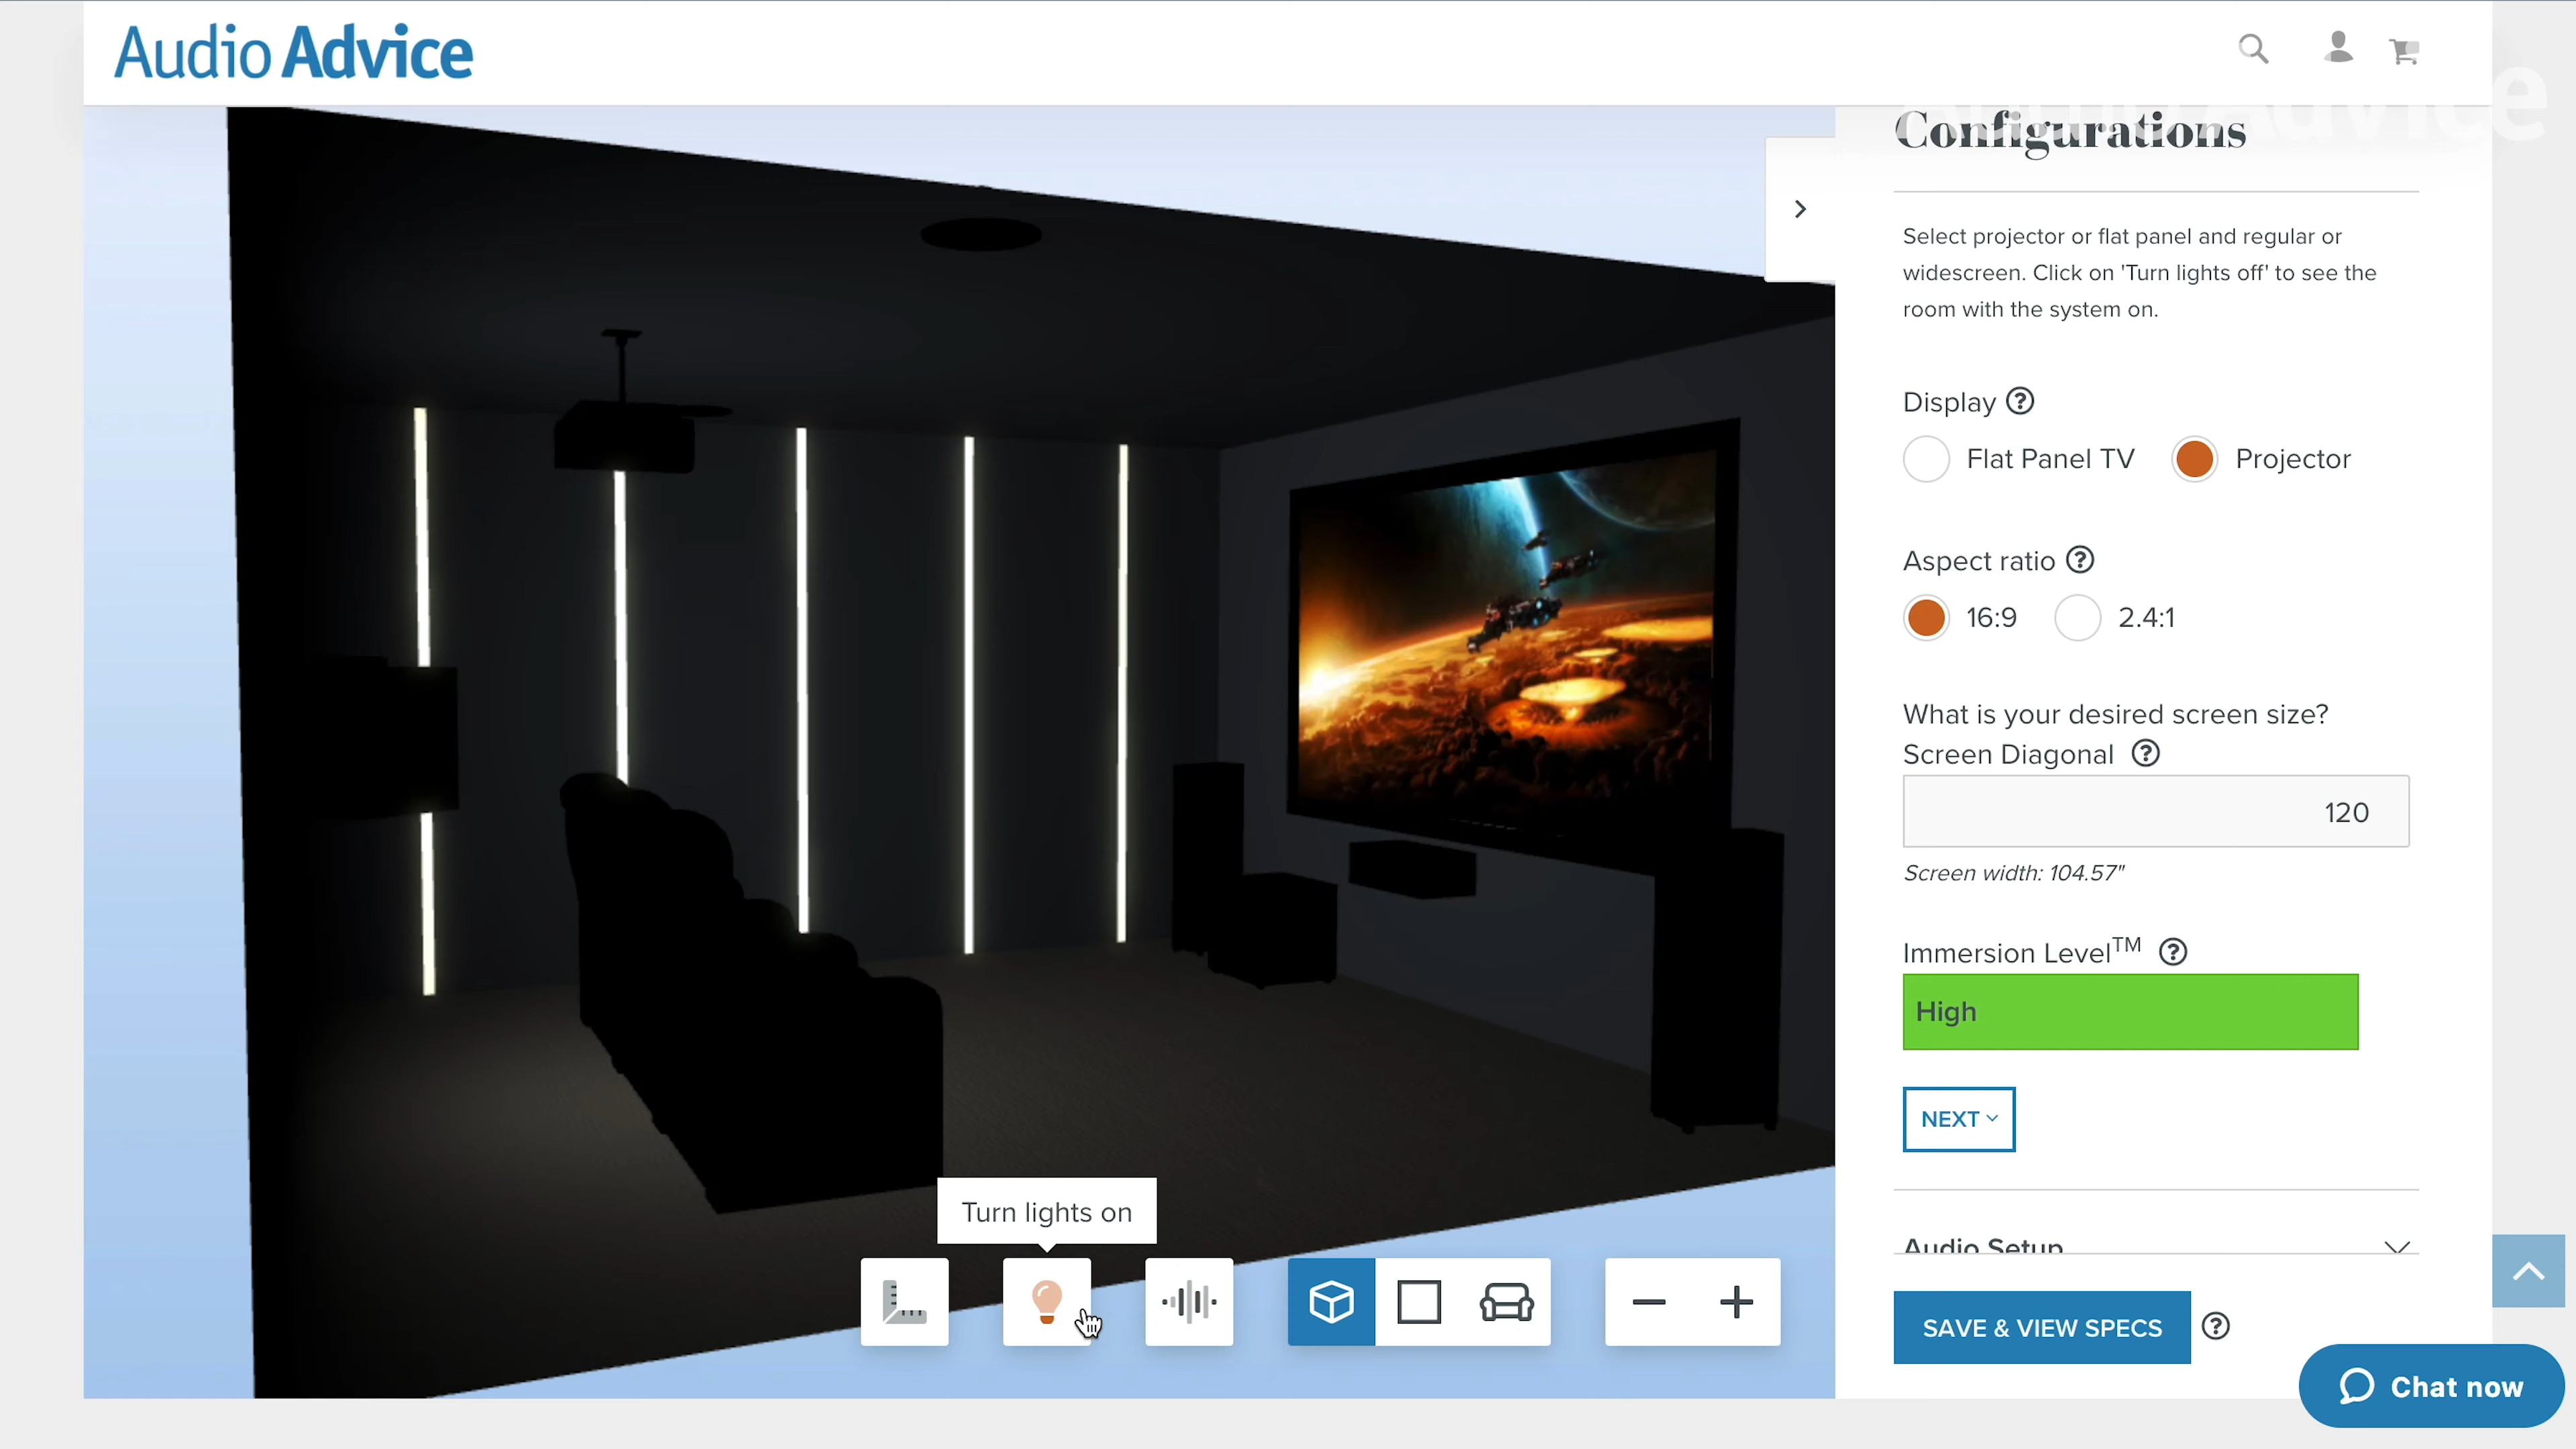 Audio Advice
Configurations
Select projector or flat panel and regular or
widescreen. Click on 'Turn lights off' to see the
room with the system on.
Display ?
Flat Panel TV Projector
Aspect ratio ?
16:9 2.4:1
What is your desired screen size?
Screen Diagonal ?
120
Screen width: 104.57"
Immersion Level™ ?
High
NEXT
Audio Setup
Turn lights on
SAVE & VIEW SPECS ?
Chat now